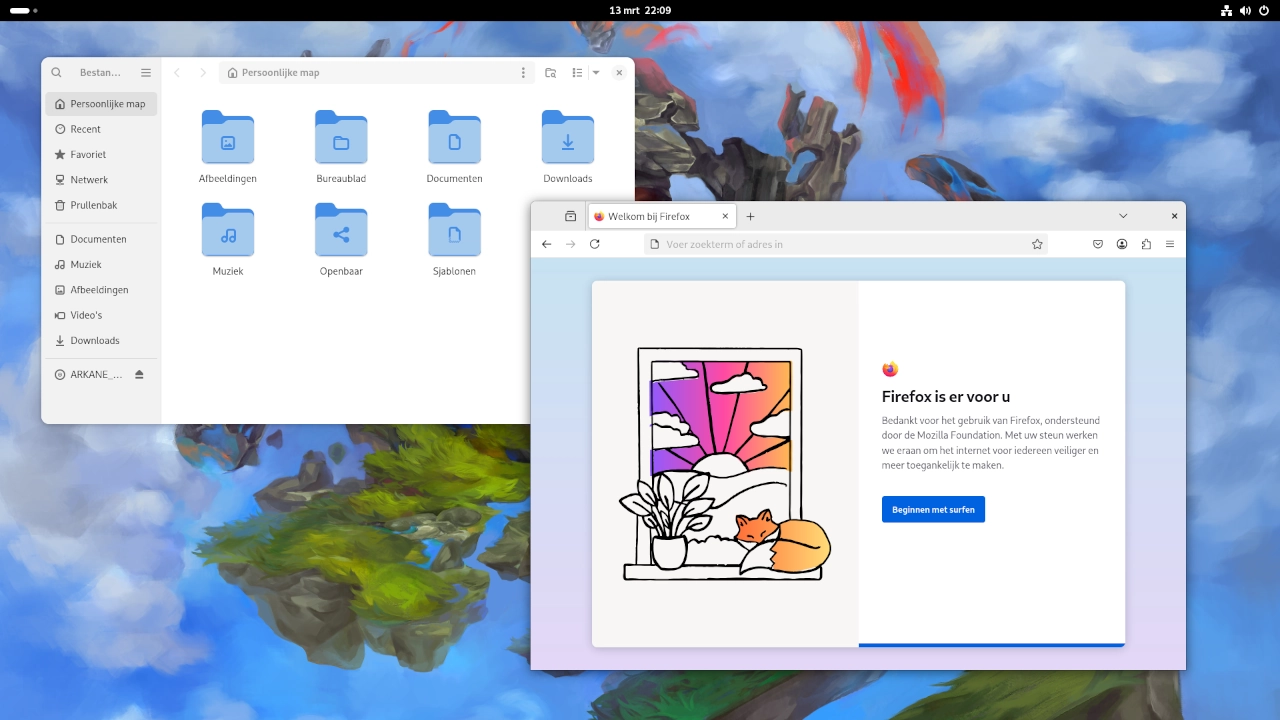 13 mrt 22:09
Bestan…
Persoonlijke map
Persoonlijke map
Recent
Favoriet
Netwerk
Prullenbak
Documenten
Muziek
Afbeeldingen
Video's
Downloads
ARKANE_…
Afbeeldingen
Bureaublad
Documenten
Downloads
Muziek
Openbaar
Sjablonen
Welkom bij Firefox
Voer zoekterm of adres in
Firefox is er voor u
Bedankt voor het gebruik van Firefox, ondersteund
door de Mozilla Foundation. Met uw steun werken
we eraan om het internet voor iedereen veiliger en
meer toegankelijk te maken.
Beginnen met surfen